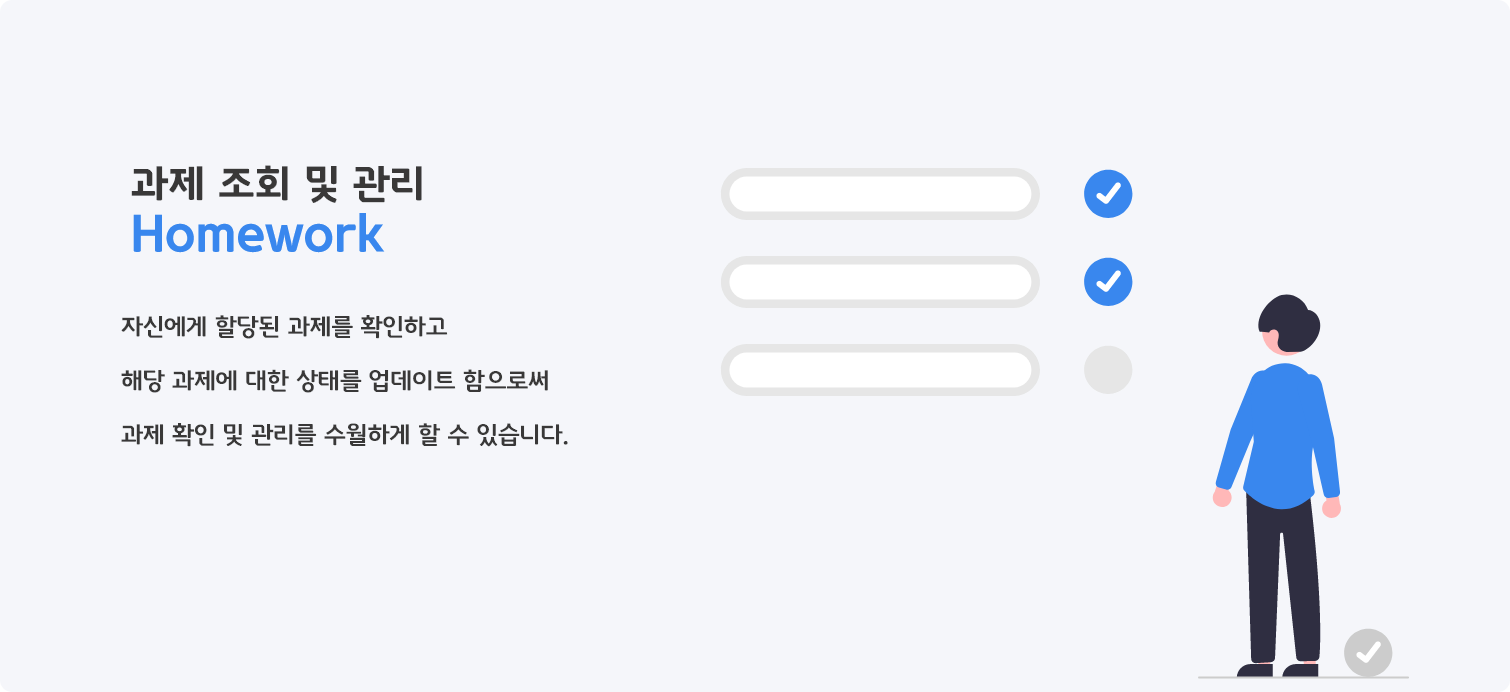 과제 조회 및 관리
Homework
자신에게 할당된 과제를 확인하고
해당 과제에 대한 상태를 업데이트 함으로써
과제 확인 및 관리를 수월하게 할 수 있습니다.